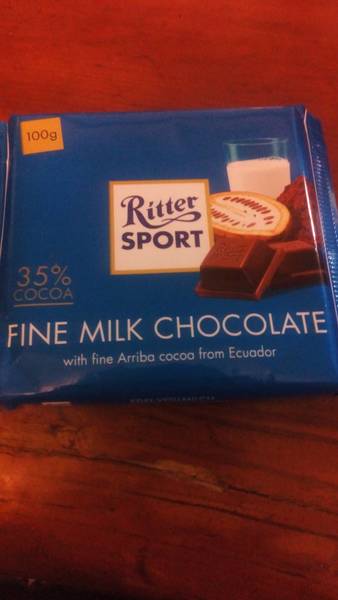 100g
Ritter
SPORT
35%
COCOA
FINE MILK CHOCOLATE
with fine Arriba cocoa from Ecuador